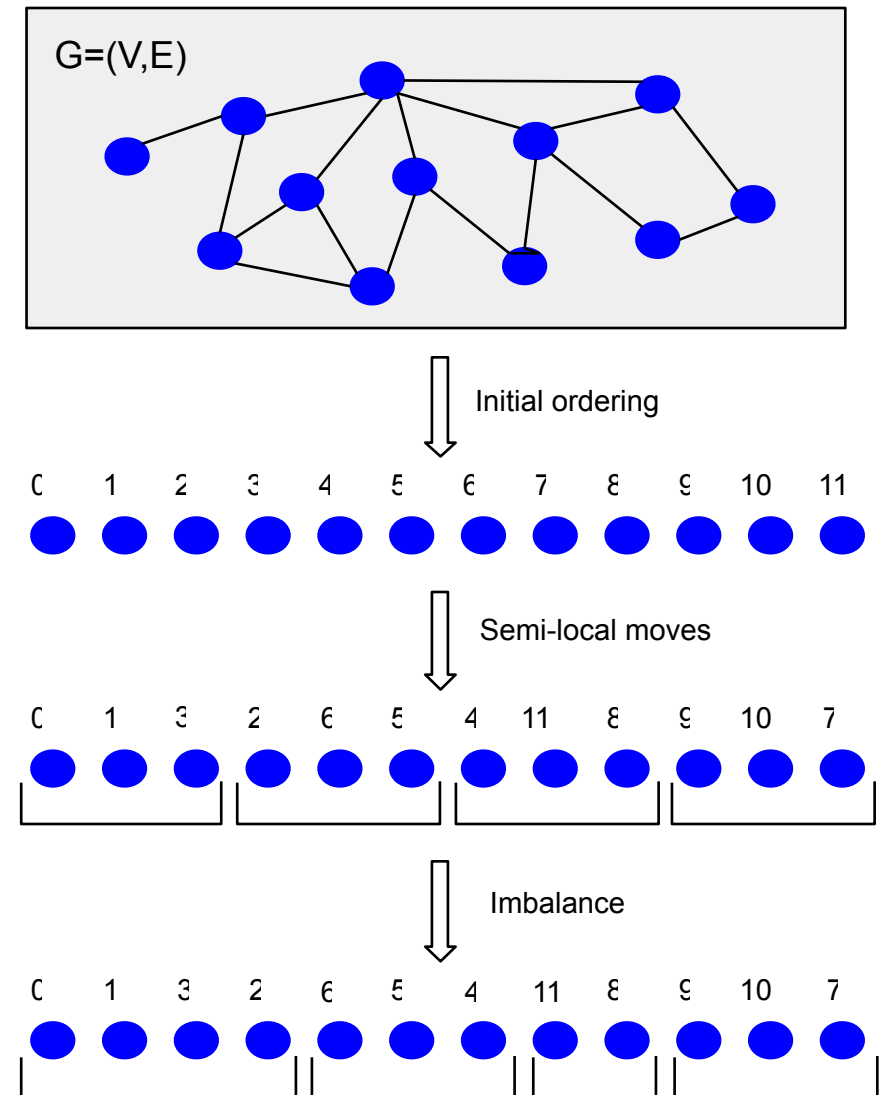 G=(V,E)
Initial ordering
0 1 2 3 4 5 6 7 8 9 10 11
Semi-local moves
0 1 3 2 6 5 4 11 8 9 10 7
Imbalance
0 1 3 2 6 5 4 11 8 9 10 7